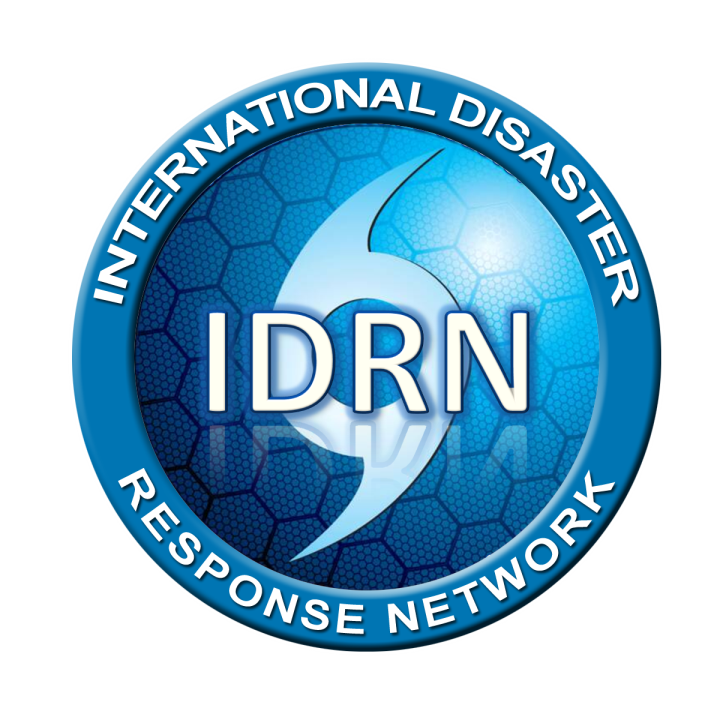 INTERNATIONAL DISASTER
IDRN
RESPONSE NETWORK